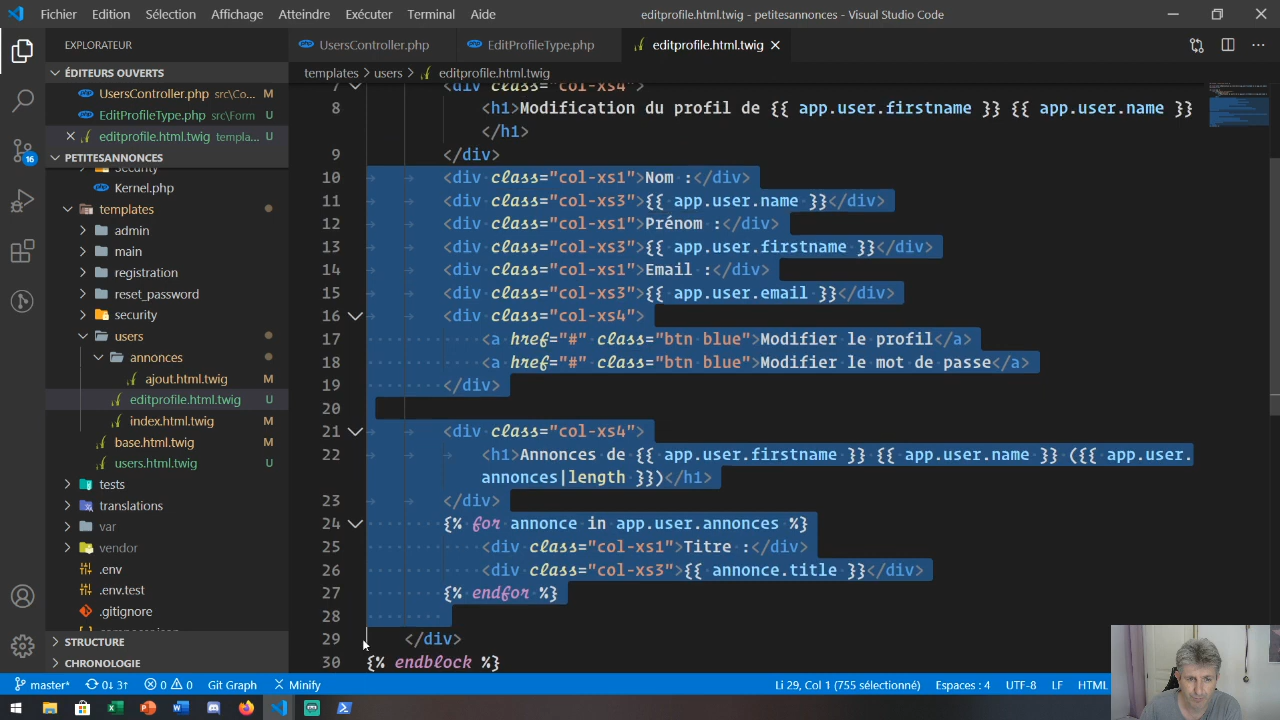 Fichier Edition Sélection Affichage Atteindre Exécuter Terminal Aide
editprofile.html.twig - petitesannonces - Visual Studio Code
EXPLORATEUR
ÉDITEURS OUVERTS
UsersController.php src\Co... M
EditProfileType.php src\Form U
editprofile.html.twig templa... U
PETITESANNONCES
Security
Kernel.php
templates
admin
main
registration
reset_password
security
users
annonces
ajout.html.twig M
editprofile.html.twig U
index.html.twig M
base.html.twig M
users.html.twig U
tests
translations
var
vendor
.env
.env.test
.gitignore
STRUCTURE
CHRONOLOGIE
UsersController.php EditProfileType.php editprofile.html.twig
templates > users > editprofile.html.twig
7 <div class="col-xs4">
8 <h1>Modification du profil de {{ app.user.firstname }} {{ app.user.name }}
</h1>
9 </div>
10 <div class="col-xs1">Nom :</div>
11 <div class="col-xs3">{{ app.user.name }}</div>
12 <div class="col-xs1">Prénom :</div>
13 <div class="col-xs3">{{ app.user.firstname }}</div>
14 <div class="col-xs1">Email :</div>
15 <div class="col-xs3">{{ app.user.email }}</div>
16 <div class="col-xs4">
17 <a href="#" class="btn blue">Modifier le profil</a>
18 <a href="#" class="btn blue">Modifier le mot de passe</a>
19 </div>
20
21 <div class="col-xs4">
22 <h1>Annonces de {{ app.user.firstname }} {{ app.user.name }} ({{ app.user.
annonces|length }})</h1>
23 </div>
24 {% for annonce in app.user.annonces %}
25 <div class="col-xs1">Titre :</div>
26 <div class="col-xs3">{{ annonce.title }}</div>
27 {% endfor %}
28
29 </div>
30 {% endblock %}
16
master* 0↓ 3↑ 0 0 Git Graph Minify
Li 29, Col 1 (755 sélectionné) Espaces : 4 UTF-8 LF HTML